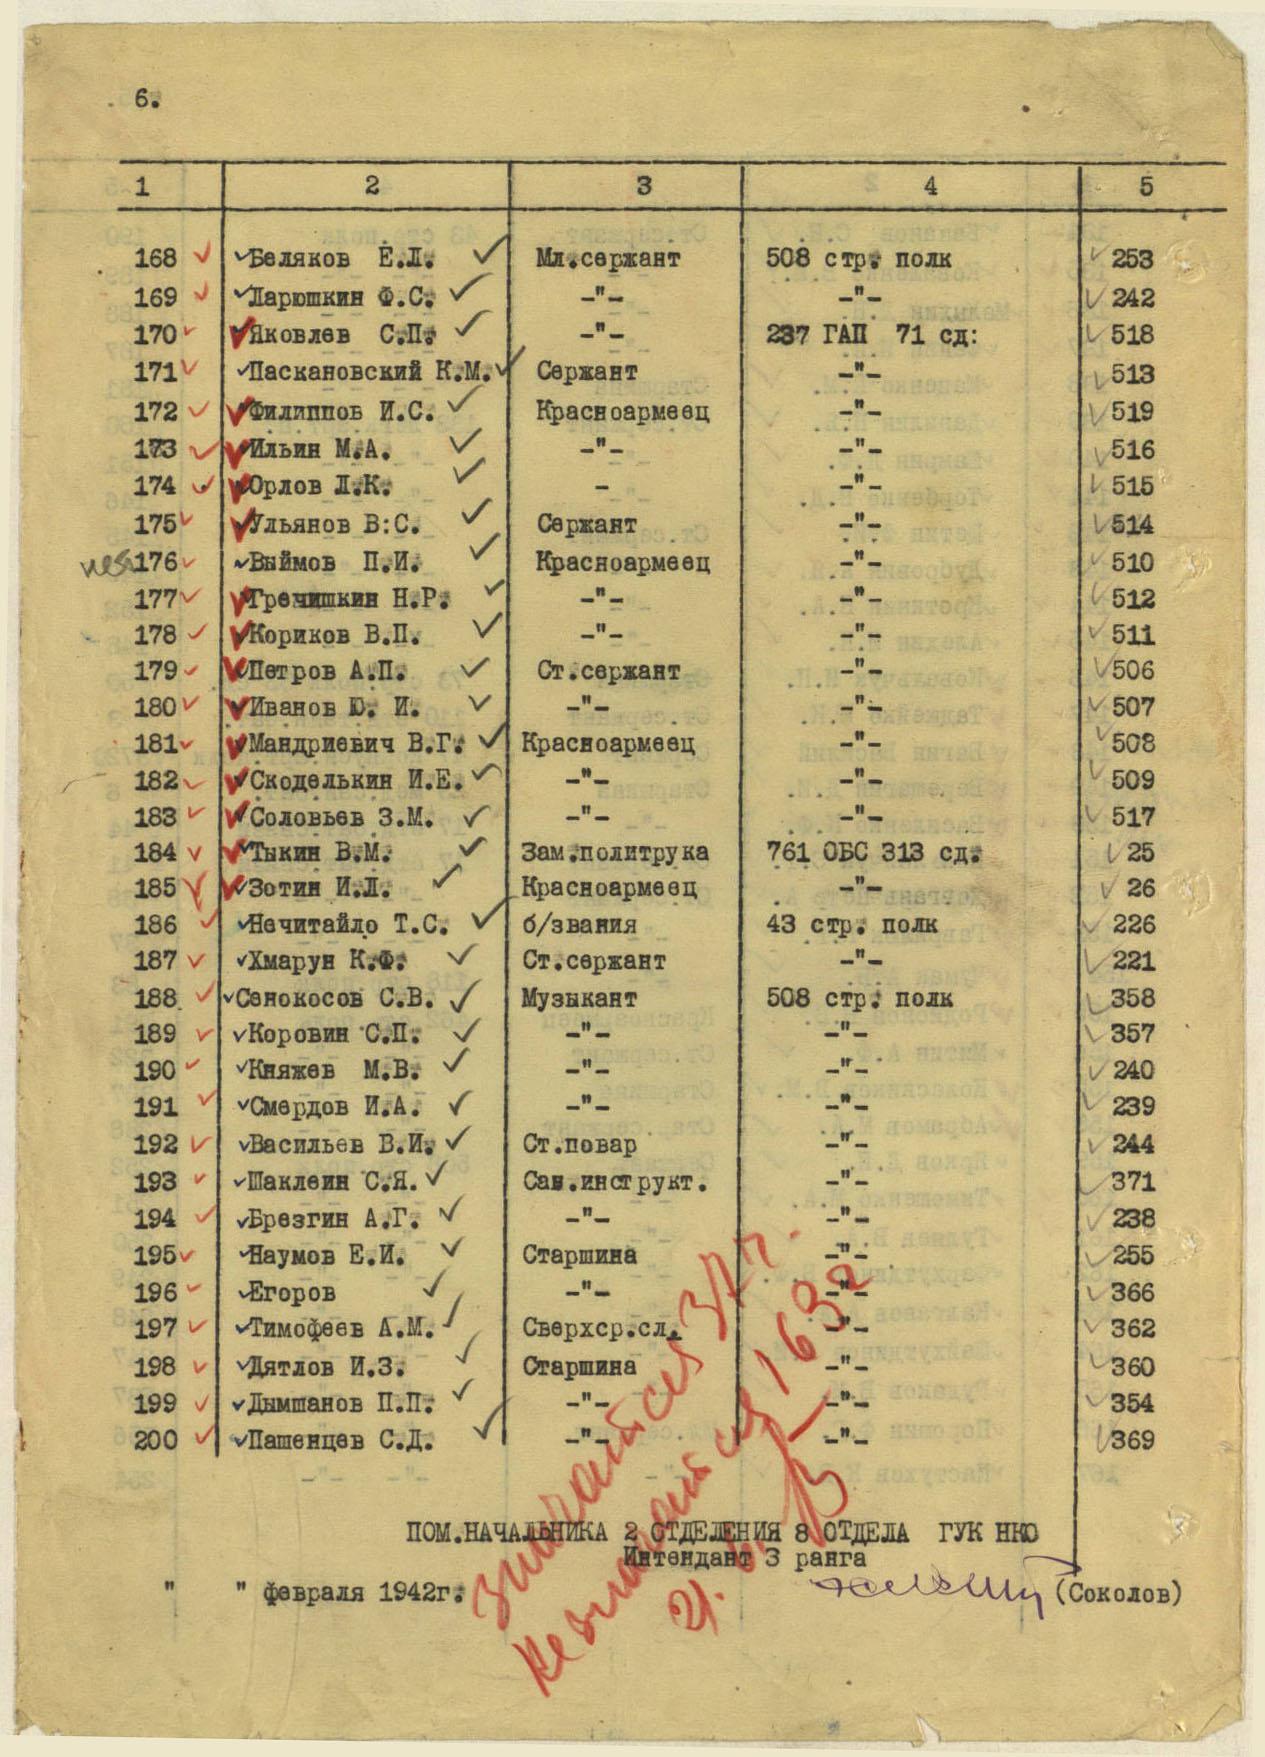 6.
1 2 3 4 5
168 Беляков Е.Л. Мл.сержант 508 стр. полк 253
169 Ларюшкин Ф.С. -"- -"- 242
170 Яковлев С.П. -"- 237 ГАП 71 сд: 518
171 Паскановский К.М. Сержант -"- 513
172 Филиппов И.С. Красноармеец -"- 519
173 Ильин М.А. -"- -"- 516
174 Орлов Л.К. - -"- 515
175 Ульянов В:С. Сержант -"- 514
176 Выймов П.И. Красноармеец -"- 510
177 Гречишкин Н.Р. -"- -"- 512
178 Кориков В.П. -"- -"- 511
179 Петров А.П. Ст.сержант -"- 506
180 Иванов Ю. И. -"- -"- 507
181 Мандриевич В.Г. Красноармеец -"- 508
182 Скоделькин И.Е. -"- -"- 509
183 Соловьев З.М. -"- -"- 517
184 Тыкин В.М. Зам.политрука 761 ОБС 313 сд. 25
185 Зотин И.Л. Красноармеец -"- 26
186 Нечитайло Т.С. б/звания 43 стр. полк 226
187 Хмарун К.Ф. Ст.сержант -"- 221
188 Сенокосов С.В. Музыкант 508 стр. полк 358
189 Коровин С.П. -"- -"- 357
190 Княжев М.В. -"- -"- 240
191 Смердов И.А. -"- -"- 239
192 Васильев В.И. Ст.повар -"- 244
193 Шаклеин С.Я. Сан.инструкт. -"- 371
194 Брезгин А.Г. -"- -"- 238
195 Наумов Е.И. Старшина -"- 255
196 Егоров -"- -"- 366
197 Тимофеев А.М. Сверхср.сл. -"- 362
198 Дятлов И.З. Старшина -"- 360
199 Дымшанов П.П. -"- -"- 354
200 Пашенцев С.Д. -"- -"- 369
ПОМ.НАЧАЛЬНИКА 2 ОТДЕЛЕНИЯ 8 ОТДЕЛА ГУК НКО
Интендант 3 ранга
" " февраля 1942г. (Соколов)